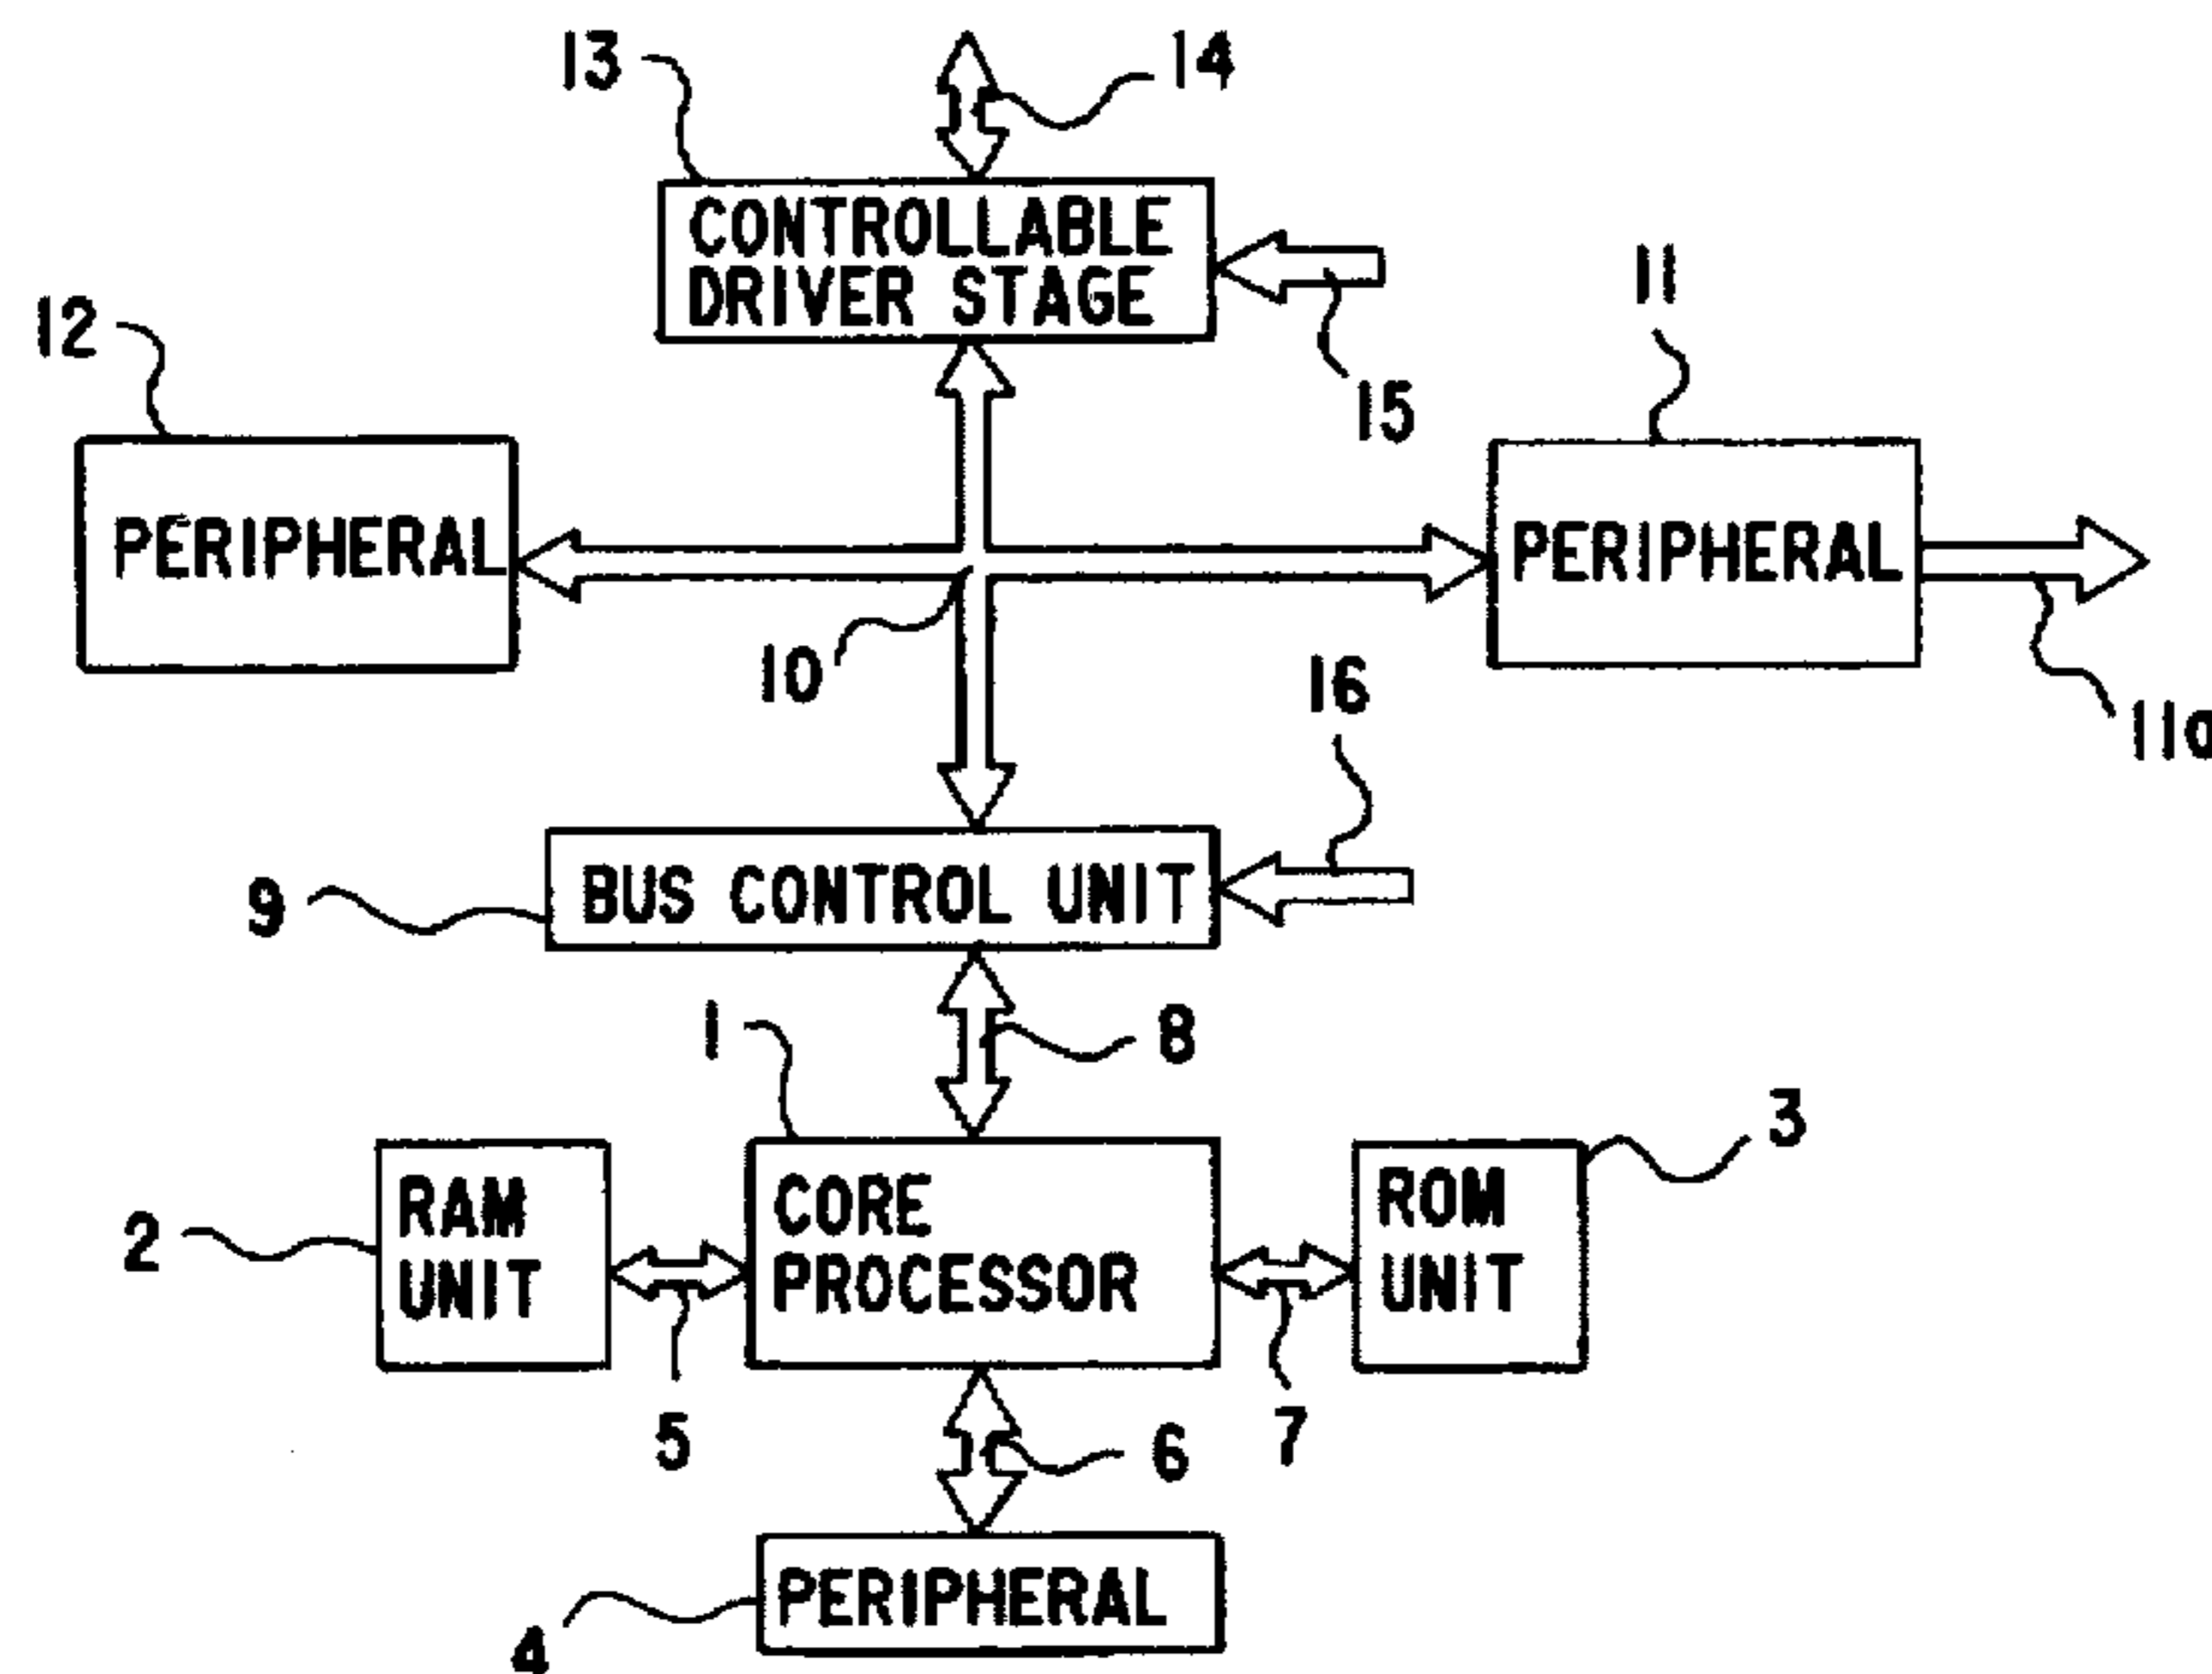 13
14
CONTROLLABLE
DRIVER STAGE
11
12
15
PERIPHERAL
PERIPHERAL
10
16
11a
BUS CONTROL UNIT
9
1
8
3
RAM
UNIT
CORE
PROCESSOR
ROM
UNIT
2
5
6
7
PERIPHERAL
4